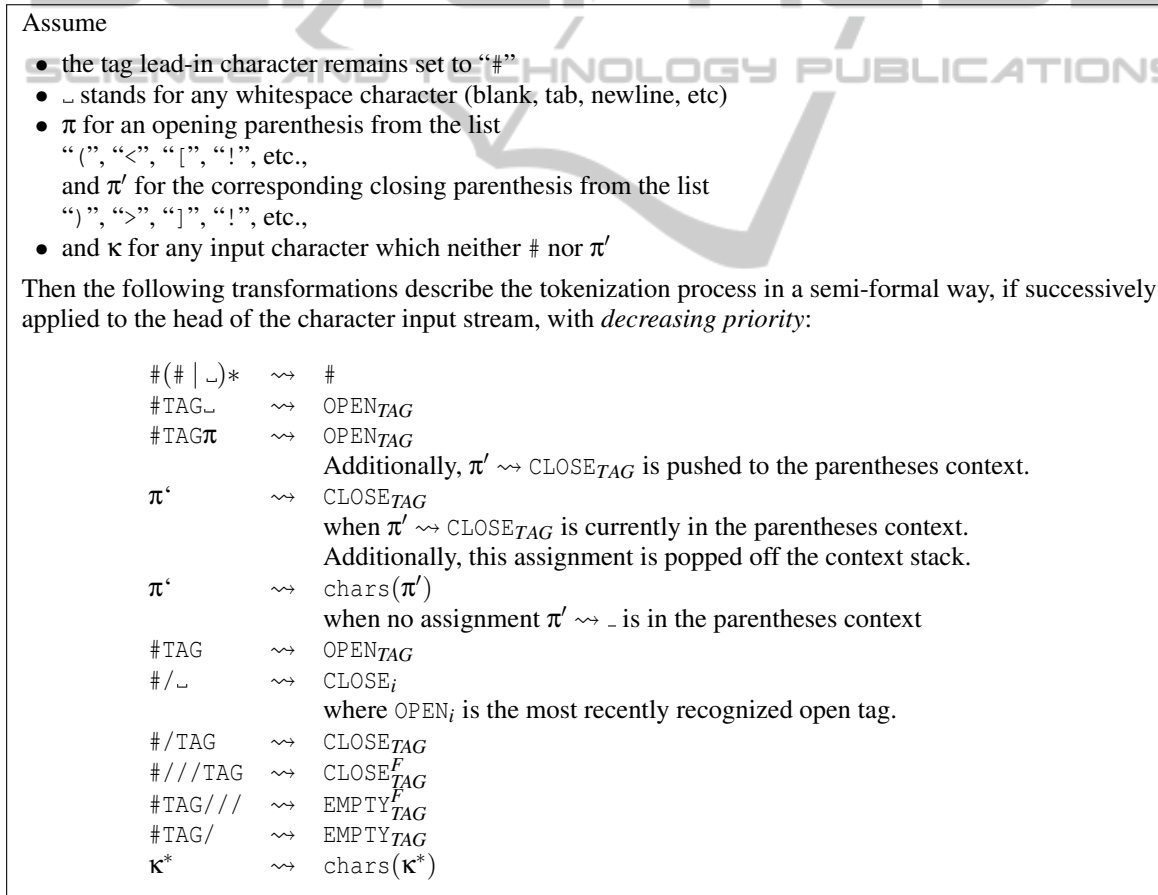 SCIENCE AND TECHNOLOGY PUBLICATIONS
Assume
• the tag lead-in character remains set to “#”
• ␣ stands for any whitespace character (blank, tab, newline, etc)
• π for an opening parenthesis from the list
“(”, “<”, “[”, “!”, etc.,
and π′ for the corresponding closing parenthesis from the list
“)”, “>”, “]”, “!”, etc.,
• and κ for any input character which neither # nor π′
Then the following transformations describe the tokenization process in a semi-formal way, if successively
applied to the head of the character input stream, with decreasing priority:
#(# | ␣)∗ ⇝ #
#TAG␣ ⇝ OPEN_TAG
#TAGπ ⇝ OPEN_TAG
Additionally, π′ ⇝ CLOSE_TAG is pushed to the parentheses context.
π‘ ⇝ CLOSE_TAG
when π′ ⇝ CLOSE_TAG is currently in the parentheses context.
Additionally, this assignment is popped off the context stack.
π‘ ⇝ chars(π′)
when no assignment π′ ⇝ _ is in the parentheses context
#TAG ⇝ OPEN_TAG
#/␣ ⇝ CLOSE_i
where OPEN_i is the most recently recognized open tag.
#/TAG ⇝ CLOSE_TAG
#///TAG ⇝ CLOSE^F_TAG
#TAG/// ⇝ EMPTY^F_TAG
#TAG/ ⇝ EMPTY_TAG
κ* ⇝ chars(κ*)